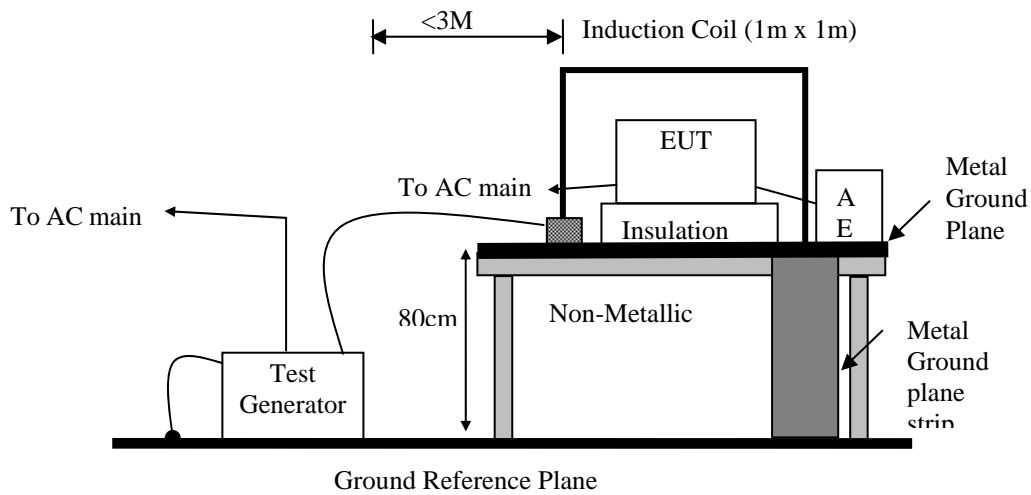 <3M
Induction Coil (1m x 1m)
EUT
To AC main
A
E
Metal
Ground
Plane
To AC main
Insulation
80cm
Non-Metallic
Metal
Ground
plane
strip
Test
Generator
Ground Reference Plane